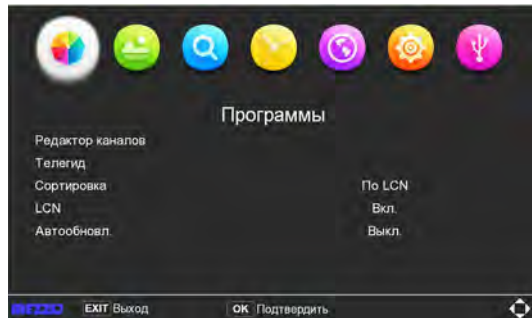 Программы
Редактор каналов
Телегид
Сортировка По LCN
LCN Вкл.
Автообновл. Выкл.
EXIT Выход OK Подтвердить